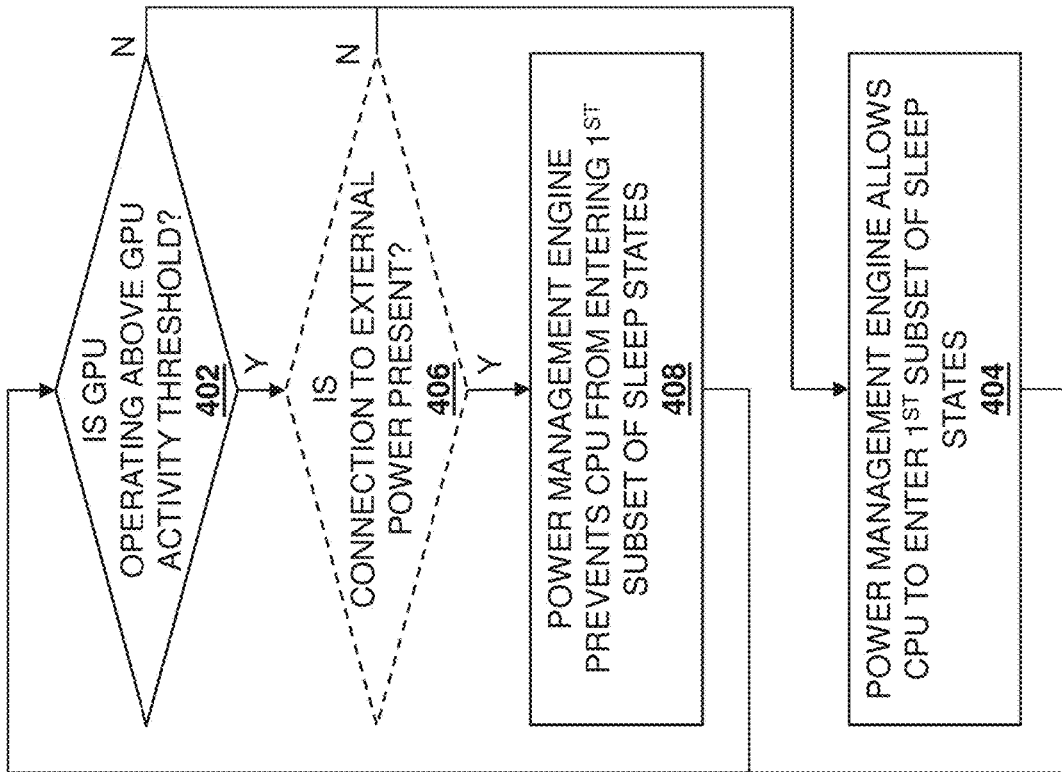 IS GPU
OPERATING ABOVE GPU
ACTIVITY THRESHOLD?
402
N
Y
IS
CONNECTION TO EXTERNAL
POWER PRESENT?
406
N
Y
POWER MANAGEMENT ENGINE
PREVENTS CPU FROM ENTERING 1ST
SUBSET OF SLEEP STATES
408
POWER MANAGEMENT ENGINE ALLOWS
CPU TO ENTER 1ST SUBSET OF SLEEP
STATES
404